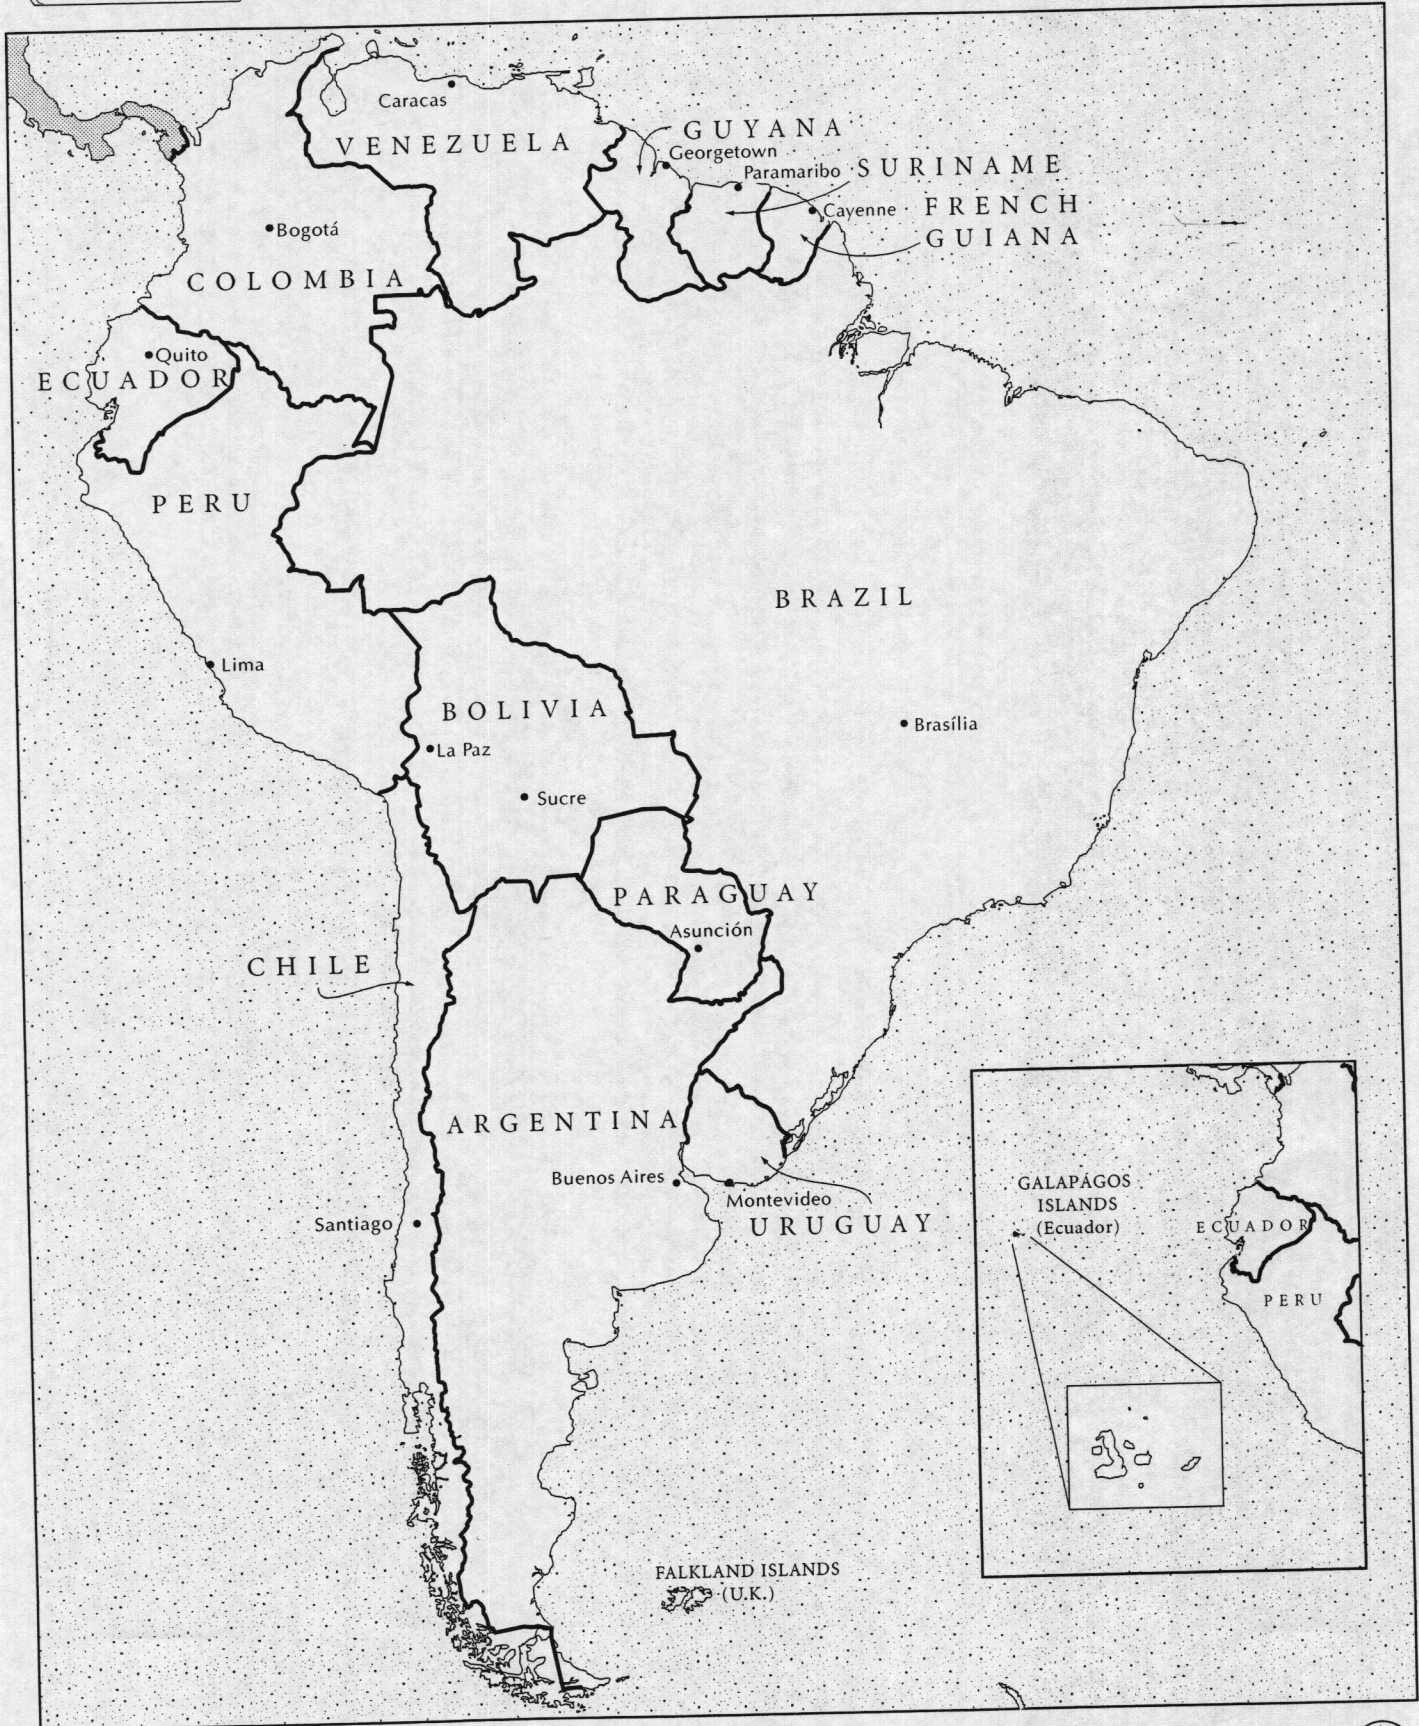 Caracas
VENEZUELA
GUYANA
Georgetown
Paramaribo
SURINAME
Cayenne
FRENCH
GUIANA
Bogotá
COLOMBIA
Quito
ECUADOR
PERU
BRAZIL
Lima
BOLIVIA
La Paz
Brasília
Sucre
PARAGUAY
Asunción
CHILE
ARGENTINA
Buenos Aires
Montevideo
Santiago
URUGUAY
GALAPÁGOS
ISLANDS
(Ecuador)
ECUADOR
PERU
FALKLAND ISLANDS
(U.K.)